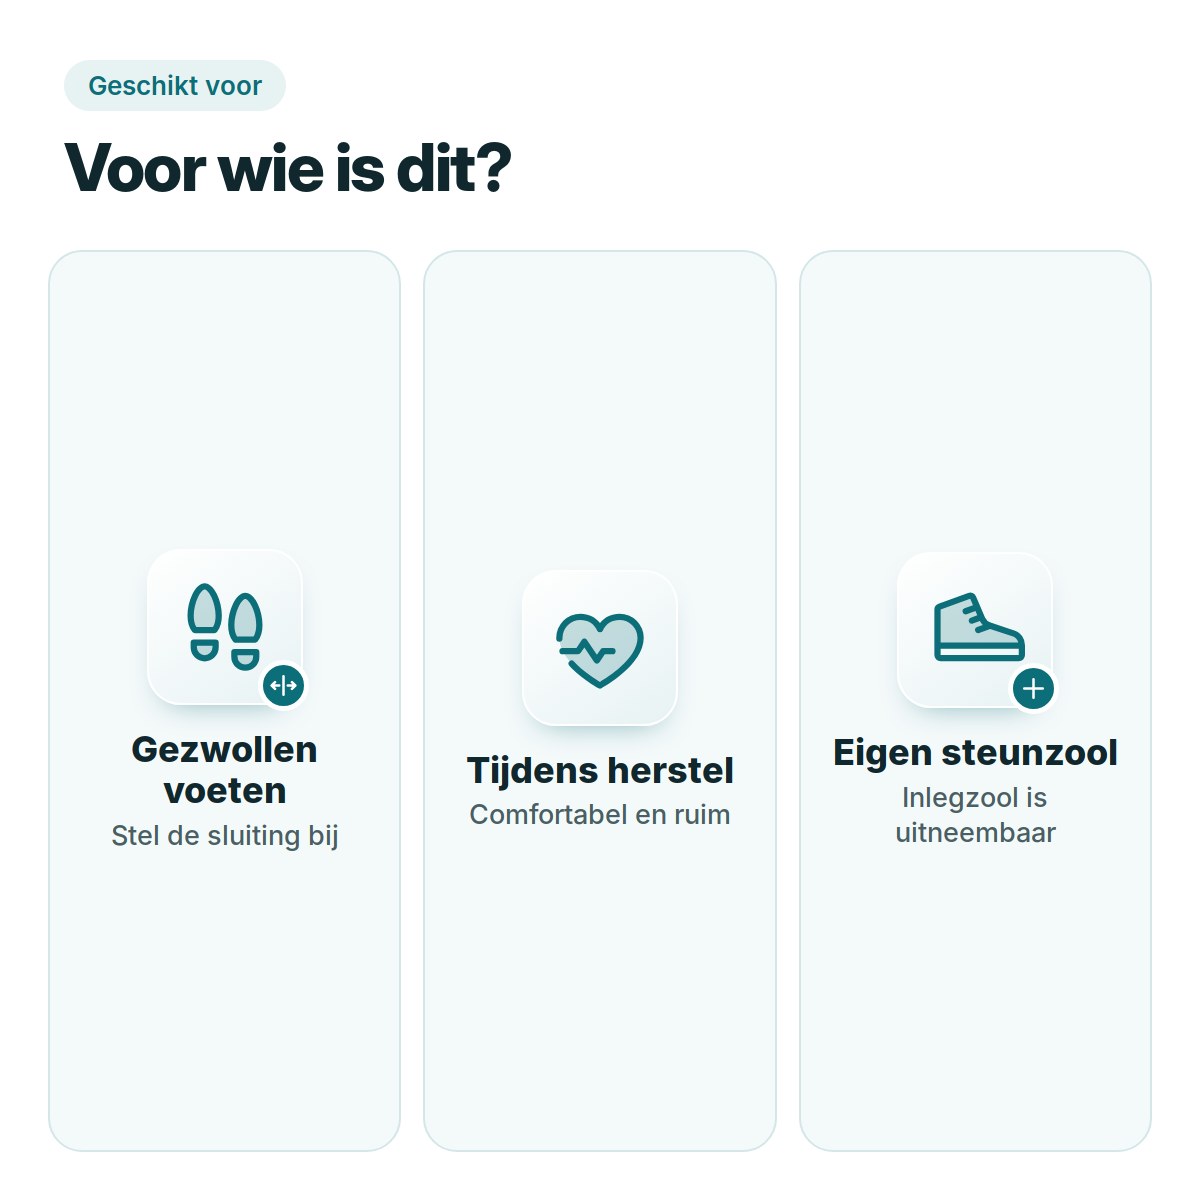 Geschikt voor
Voor wie is dit?
Gezwollen
voeten
Stel de sluiting bij
Tijdens herstel
Comfortabel en ruim
Eigen steunzool
Inlegzool is
uitneembaar